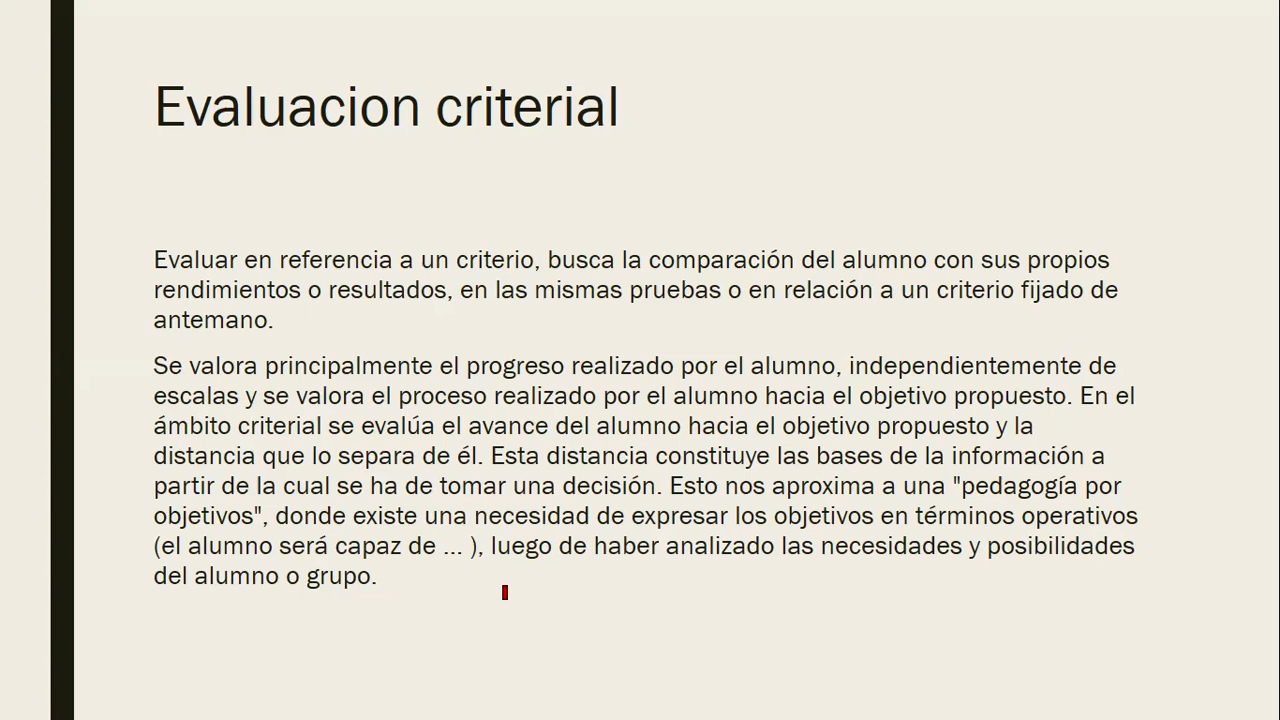 Evaluacion criterial
Evaluar en referencia a un criterio, busca la comparación del alumno con sus propios
rendimientos o resultados, en las mismas pruebas o en relación a un criterio fijado de
antemano.
Se valora principalmente el progreso realizado por el alumno, independientemente de
escalas y se valora el proceso realizado por el alumno hacia el objetivo propuesto. En el
ámbito criterial se evalúa el avance del alumno hacia el objetivo propuesto y la
distancia que lo separa de él. Esta distancia constituye las bases de la información a
partir de la cual se ha de tomar una decisión. Esto nos aproxima a una "pedagogía por
objetivos", donde existe una necesidad de expresar los objetivos en términos operativos
(el alumno será capaz de ... ), luego de haber analizado las necesidades y posibilidades
del alumno o grupo.